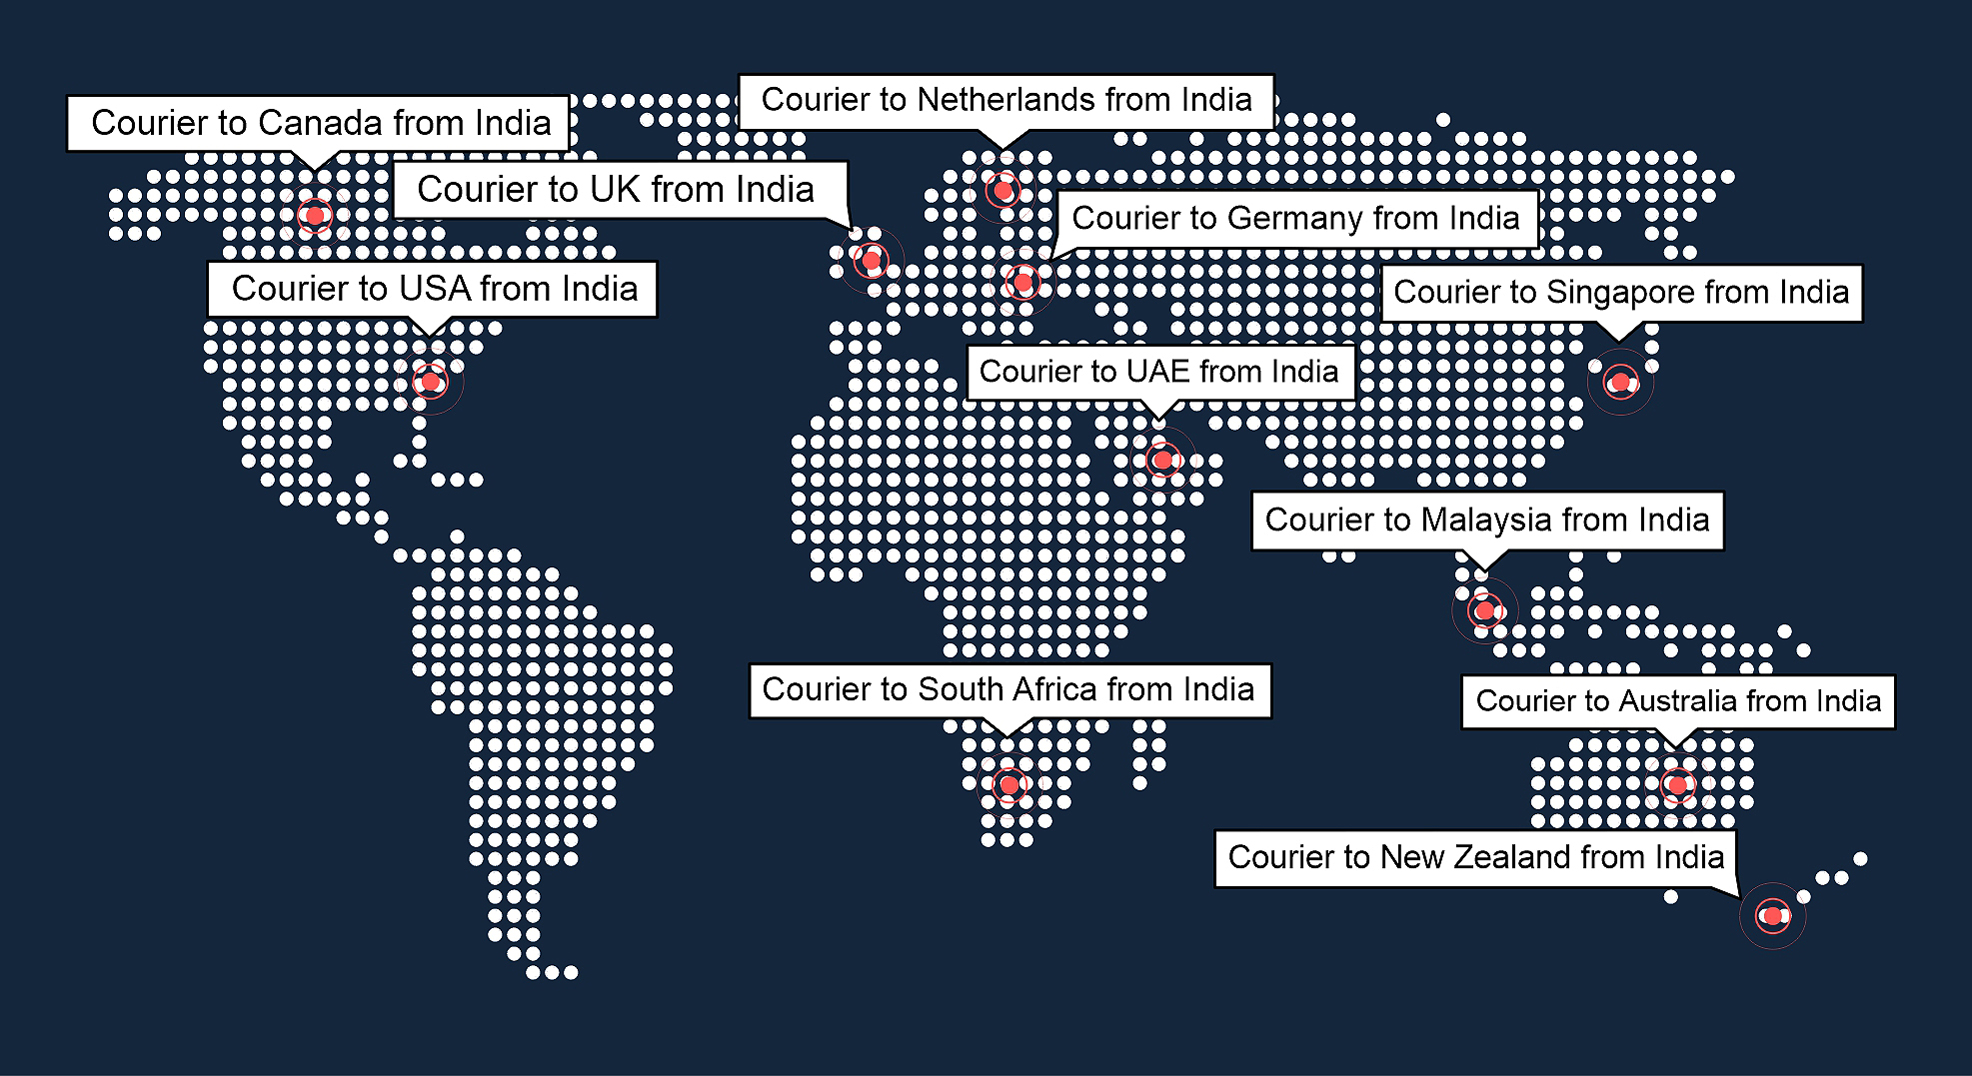 Courier to Netherlands from India
Courier to Canada from India
Courier to UK from India
Courier to Germany from India
Courier to USA from India
Courier to Singapore from India
Courier to UAE from India
Courier to Malaysia from India
Courier to South Africa from India
Courier to Australia from India
Courier to New Zealand from India